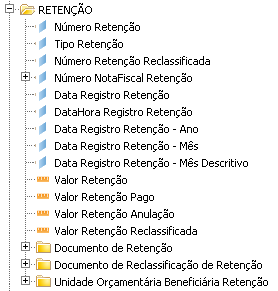 RETENÇÃO
Número Retenção
Tipo Retenção
Número Retenção Reclassificada
Número NotaFiscal Retenção
Data Registro Retenção
DataHora Registro Retenção
Data Registro Retenção - Ano
Data Registro Retenção - Mês
Data Registro Retenção - Mês Descritivo
Valor Retenção
Valor Retenção Pago
Valor Retenção Anulação
Valor Retenção Reclassificada
Documento de Retenção
Documento de Reclassificação de Retenção
Unidade Orçamentária Beneficiária Retenção